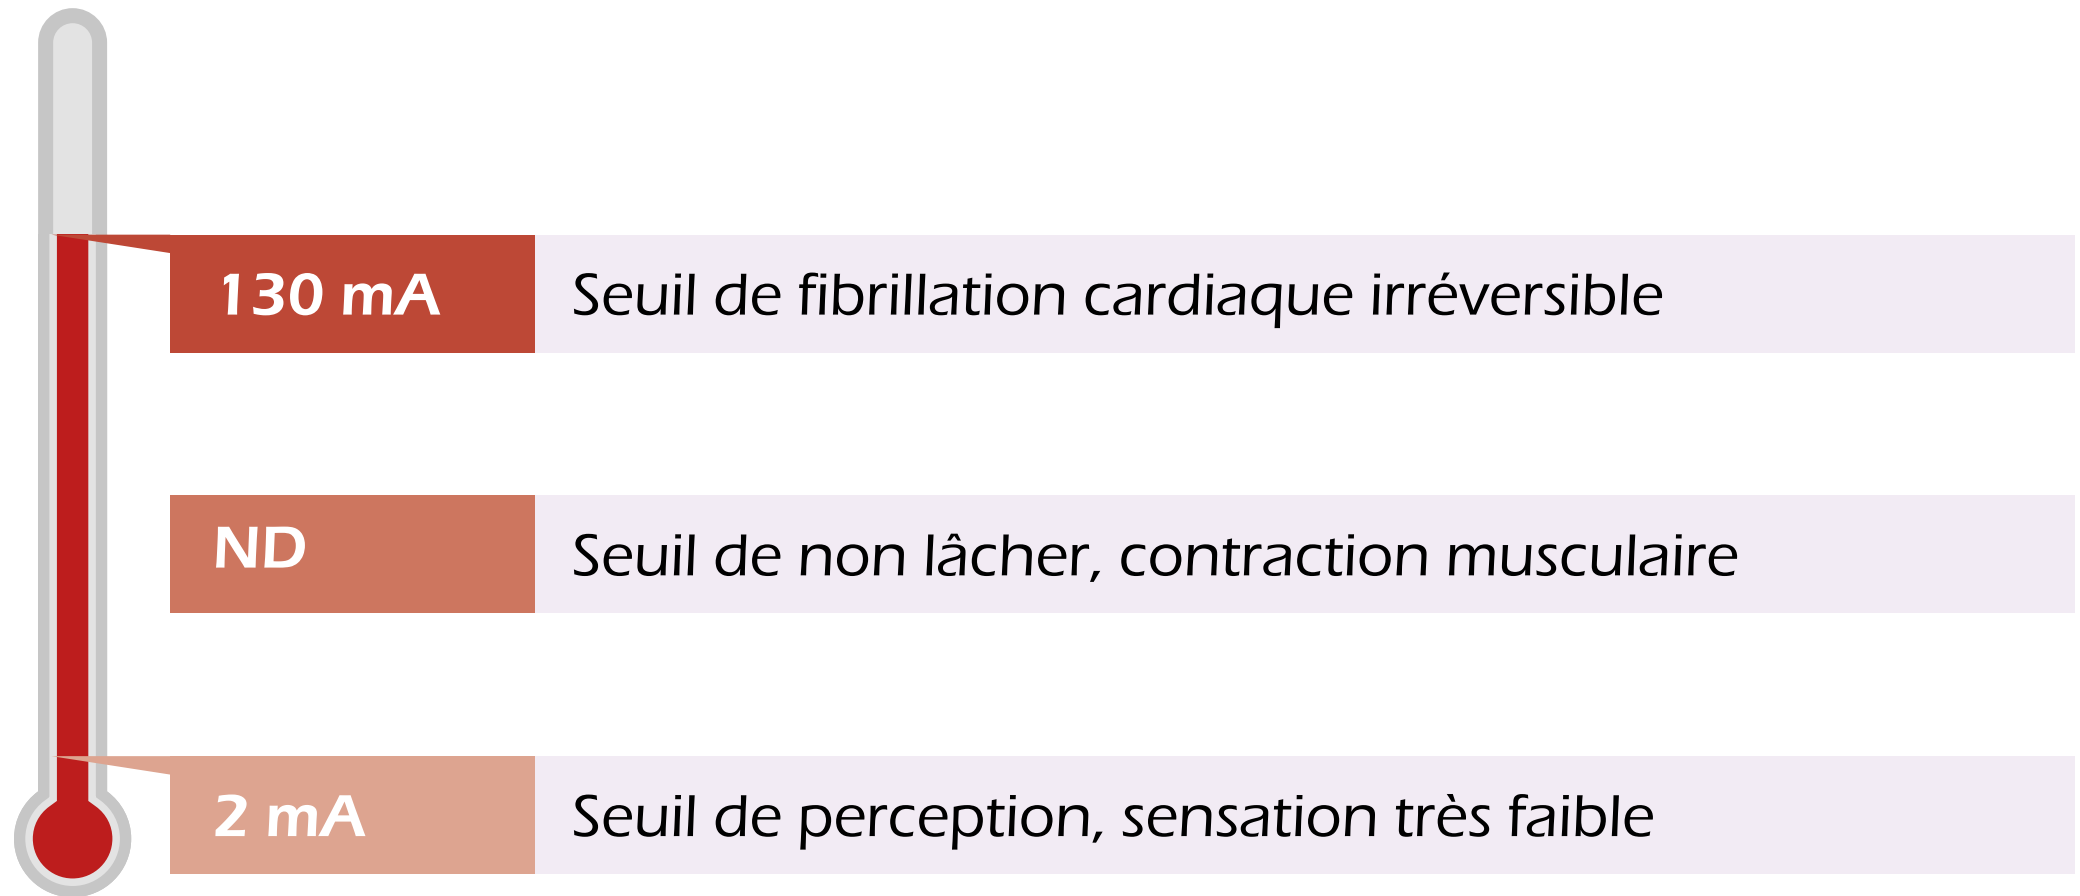 130 mA Seuil de fibrillation cardiaque irréversible
ND Seuil de non lâcher, contraction musculaire
2 mA Seuil de perception, sensation très faible